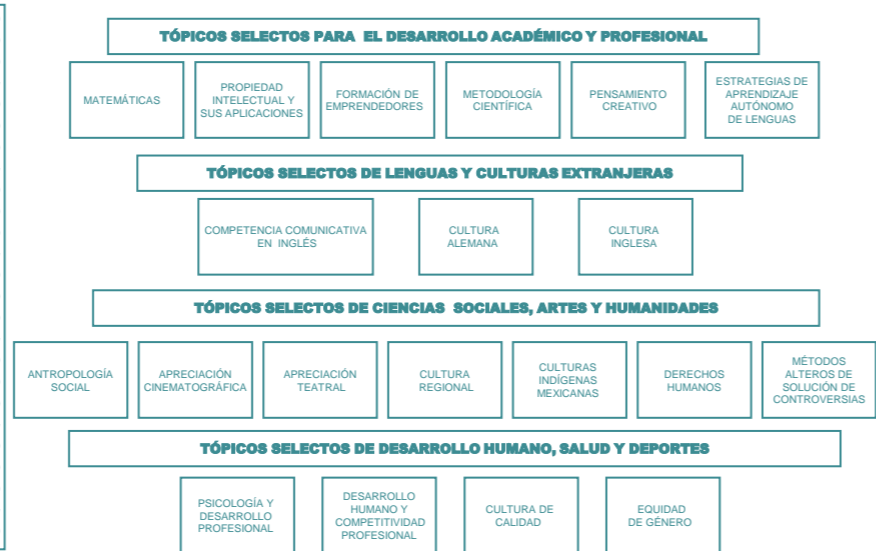 TÓPICOS SELECTOS PARA EL DESARROLLO ACADÉMICO Y PROFESIONAL
MATEMÁTICAS
PROPIEDAD
INTELECTUAL Y
SUS APLICACIONES
FORMACIÓN DE
EMPRENDEDORES
METODOLOGÍA
CIENTÍFICA
PENSAMIENTO
CREATIVO
ESTRATEGIAS DE
APRENDIZAJE
AUTÓNOMO
DE LENGUAS
TÓPICOS SELECTOS DE LENGUAS Y CULTURAS EXTRANJERAS
COMPETENCIA COMUNICATIVA
EN INGLÉS
CULTURA
ALEMANA
CULTURA
INGLESA
TÓPICOS SELECTOS DE CIENCIAS SOCIALES, ARTES Y HUMANIDADES
ANTROPOLOGÍA
SOCIAL
APRECIACIÓN
CINEMATOGRÁFICA
APRECIACIÓN
TEATRAL
CULTURA
REGIONAL
CULTURAS
INDÍGENAS
MEXICANAS
DERECHOS
HUMANOS
MÉTODOS
ALTEROS DE
SOLUCIÓN DE
CONTROVERSIAS
TÓPICOS SELECTOS DE DESARROLLO HUMANO, SALUD Y DEPORTES
PSICOLOGÍA Y
DESARROLLO
PROFESIONAL
DESARROLLO
HUMANO Y
COMPETITIVIDAD
PROFESIONAL
CULTURA DE
CALIDAD
EQUIDAD
DE GÉNERO